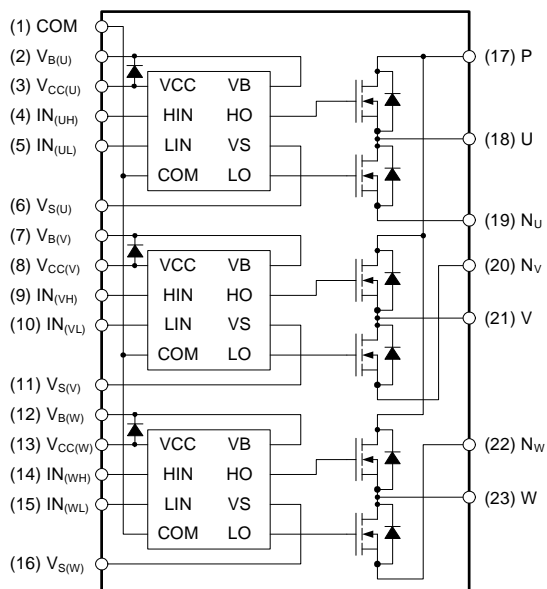 (1) COM
(2) VB(U)
(3) VCC(U)
(4) IN(UH)
(5) IN(UL)
(6) VS(U)
(7) VB(V)
(8) VCC(V)
(9) IN(VH)
(10) IN(VL)
(11) VS(V)
(12) VB(W)
(13) VCC(W)
(14) IN(WH)
(15) IN(WL)
(16) VS(W)
VCC VB
HIN HO
LIN VS
COM LO
VCC VB
HIN HO
LIN VS
COM LO
VCC VB
HIN HO
LIN VS
COM LO
(17) P
(18) U
(19) NU
(20) NV
(21) V
(22) NW
(23) W